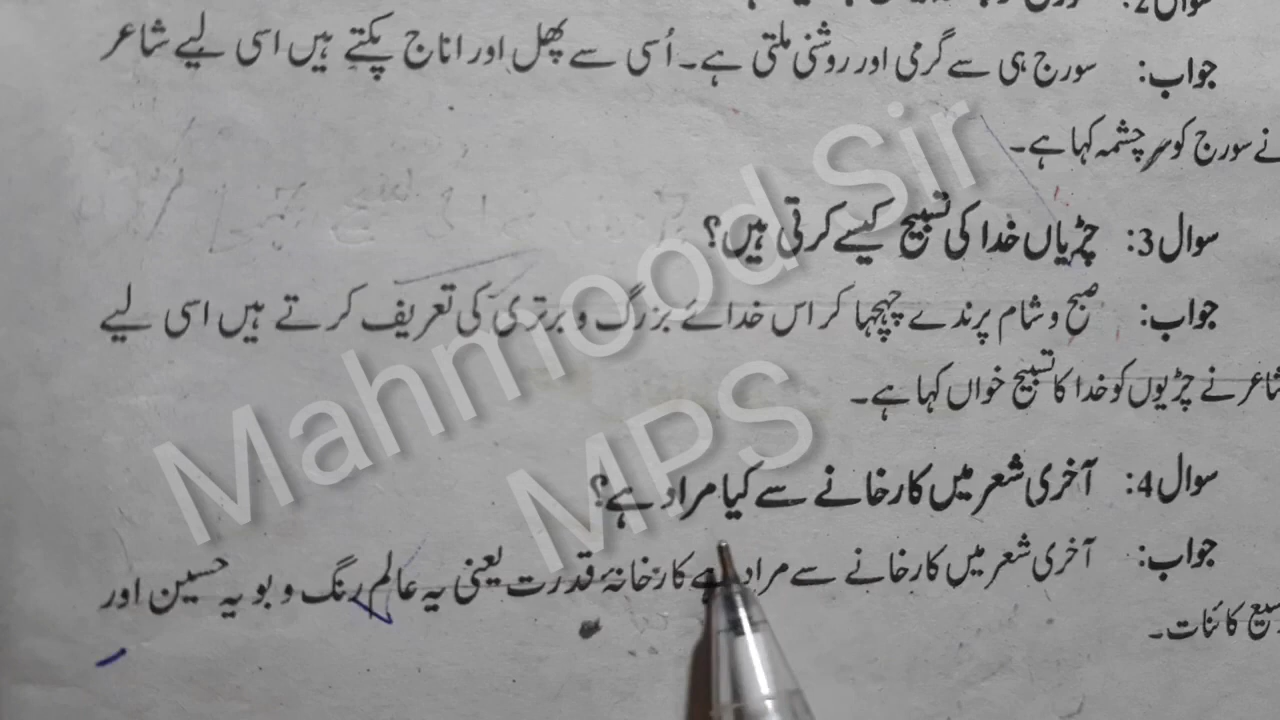 سوال 2:
جواب: سورج ہی سے گرمی اور روشنی ملتی ہے۔ اُسی سے پھل اور اناج پکتے ہیں اسی لیے شاعر
نے سورج کو سرچشمہ کہا ہے۔
سوال 3: چڑیاں خدا کی تسبیح کیسے کرتی ہیں؟
جواب: صبح و شام پرندے چہچہا کر اس خدائے بزرگ و برتری کی تعریف کرتے ہیں اسی لیے
شاعر نے چڑیوں کو خدا کا تسبیح خواں کہا ہے۔
سوال 4: آخری شعر میں کارخانے سے کیا مراد ہے؟
جواب: آخری شعر میں کارخانے سے مراد ہے کارخانۂ قدرت یعنی یہ عالمِ رنگ و بو یہ حسین اور
وسیع کائنات۔
Mahmood Sir
MPS